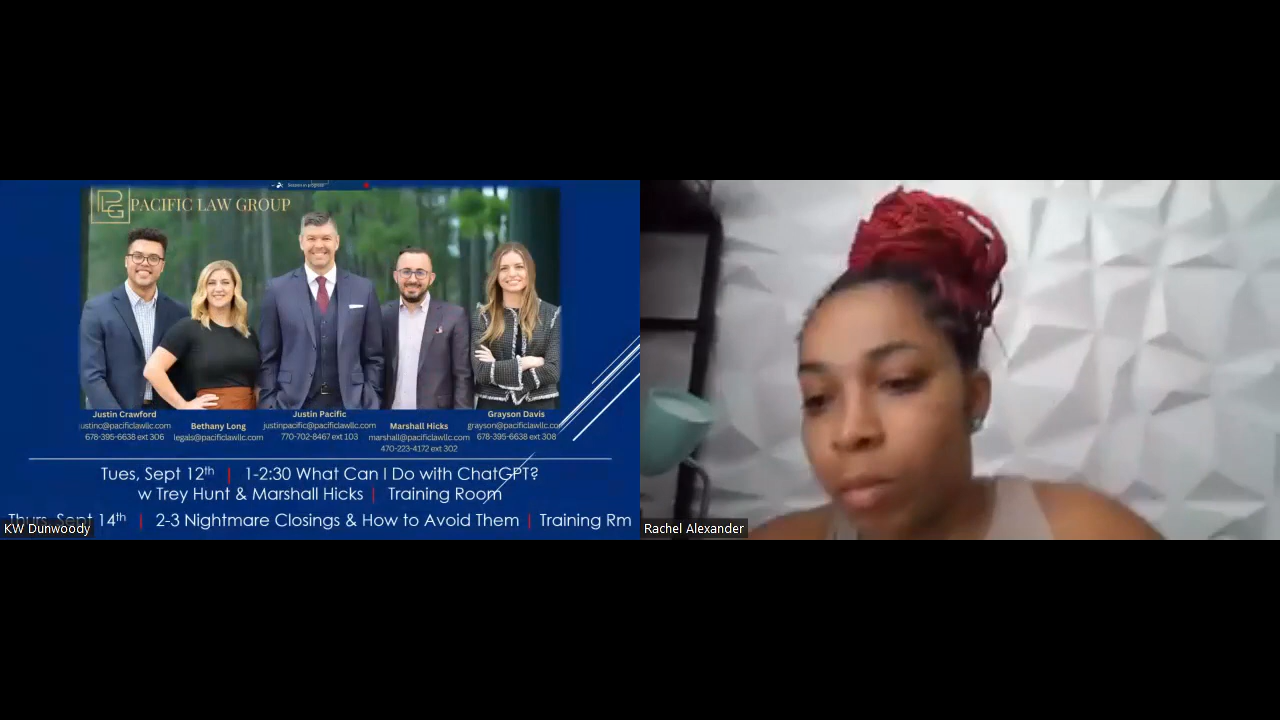 PLG
PACIFIC LAW GROUP
Justin Crawford
justinc@pacificlawllc.com
678-395-6638 ext 306
Bethany Long
legals@pacificlawllc.com
Justin Pacific
justinpacific@pacificlawllc.com
770-702-8467 ext 103
Marshall Hicks
marshall@pacificlawllc.com
470-223-4172 ext 302
Grayson Davis
grayson@pacificlawllc.com
678-395-6638 ext 308
Tues, Sept 12th | 1-2:30 What Can I Do with ChatGPT?
w Trey Hunt & Marshall Hicks | Training Room
Thurs, Sept 14th | 2-3 Nightmare Closings & How to Avoid Them | Training Rm
KW Dunwoody
Rachel Alexander